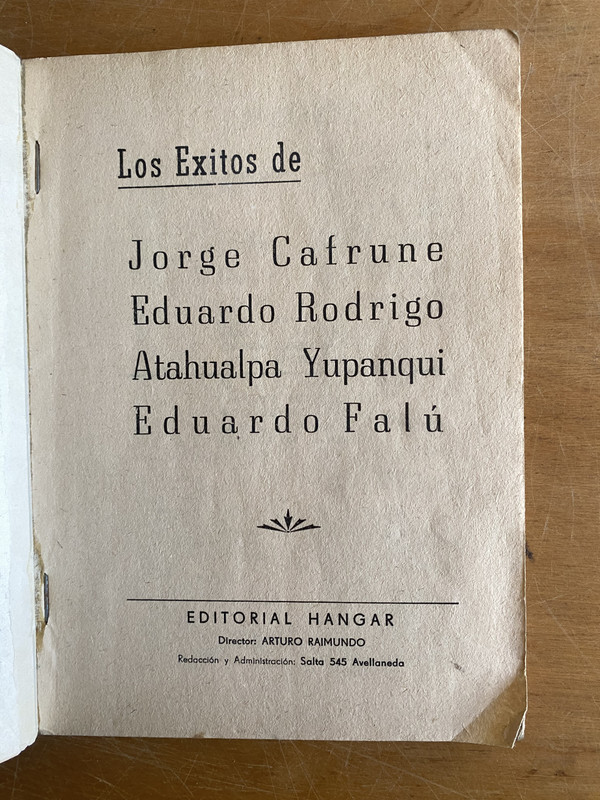 Los Exitos de
Jorge Cafrune
Eduardo Rodrigo
Atahualpa Yupanqui
Eduardo Falú
EDITORIAL HANGAR
Director: ARTURO RAIMUNDO
Redacción y Administración: Salta 545 Avellaneda